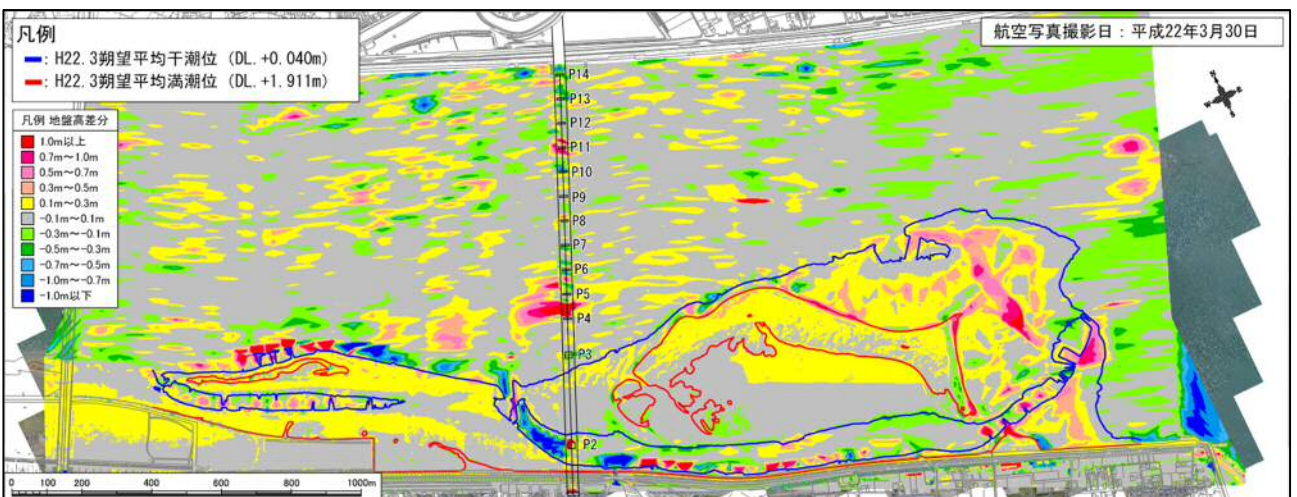 凡例
: H22.3朔望平均干潮位 (DL.+0.040m)
: H22.3朔望平均満潮位 (DL.+1.911m)
航空写真撮影日：平成22年3月30日
凡例 地盤高差分
1.0m以上
0.7m～1.0m
0.5m～0.7m
0.3m～0.5m
0.1m～0.3m
-0.1m～0.1m
-0.3m～-0.1m
-0.5m～-0.3m
-0.7m～-0.5m
-1.0m～-0.7m
-1.0m以下
P14
P13
P12
P11
P10
P9
P8
P7
P6
P5
P4
P3
P2
0 100 200 400 600 800 1000m